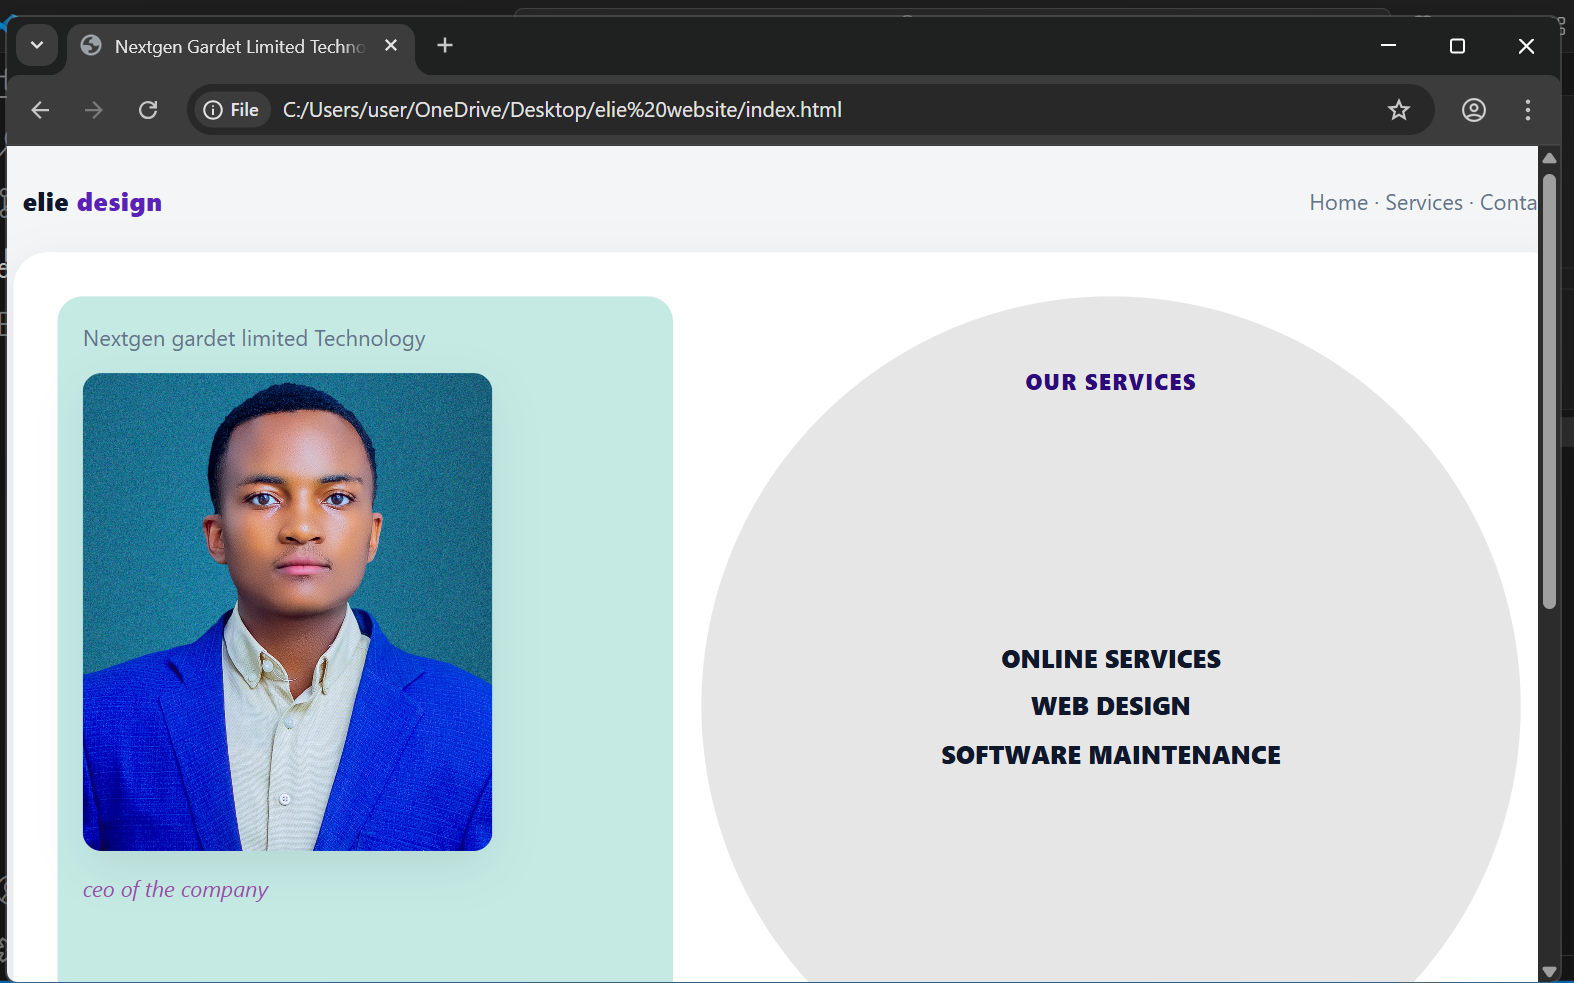 Nextgen Gardet Limited Techno
File
C:/Users/user/OneDrive/Desktop/elie%20website/index.html
elie design
Home · Services · Conta
Nextgen gardet limited Technology
OUR SERVICES
ONLINE SERVICES
WEB DESIGN
SOFTWARE MAINTENANCE
ceo of the company